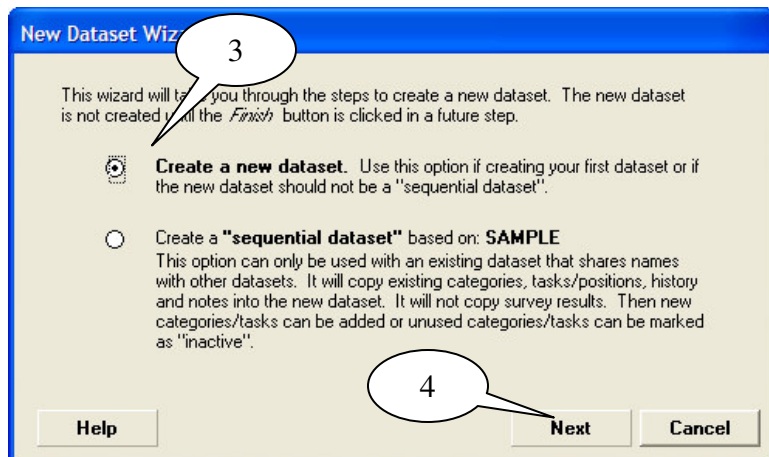 New Dataset Wiz
3
This wizard will ta you through the steps to create a new dataset. The new dataset
is not created until the Finish button is clicked in a future step.
Create a new dataset. Use this option if creating your first dataset or if
the new dataset should not be a "sequential dataset".
Create a "sequential dataset" based on: SAMPLE
This option can only be used with an existing dataset that shares names
with other datasets. It will copy existing categories, tasks/positions, history
and notes into the new dataset. It will not copy survey results. Then new
categories/tasks can be added or unused categories/tasks can be marked
as "inactive".
4
Help Next Cancel